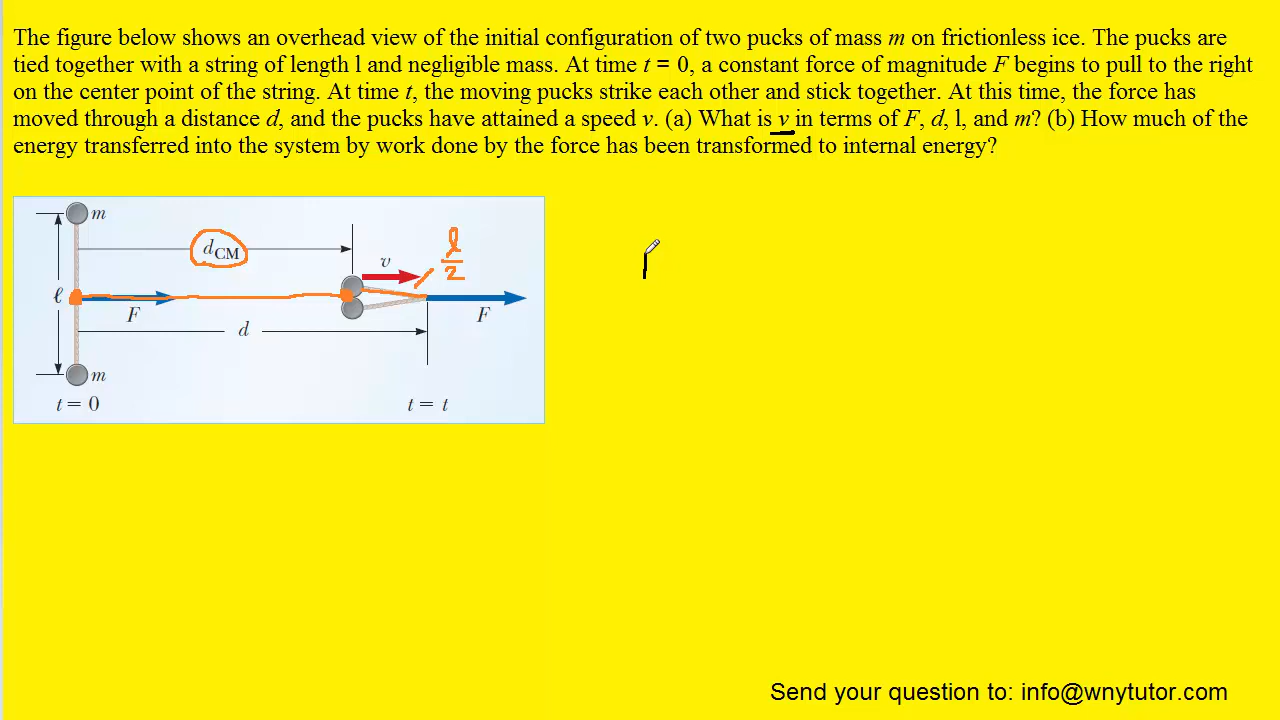 The figure below shows an overhead view of the initial configuration of two pucks of mass m on frictionless ice. The pucks are
tied together with a string of length l and negligible mass. At time t = 0, a constant force of magnitude F begins to pull to the right
on the center point of the string. At time t, the moving pucks strike each other and stick together. At this time, the force has
moved through a distance d, and the pucks have attained a speed v. (a) What is v in terms of F, d, l, and m? (b) How much of the
energy transferred into the system by work done by the force has been transformed to internal energy?
m
d_CM
v
ℓ/2
ℓ
F
F
d
m
t = 0
t = t
Send your question to: info@wnytutor.com